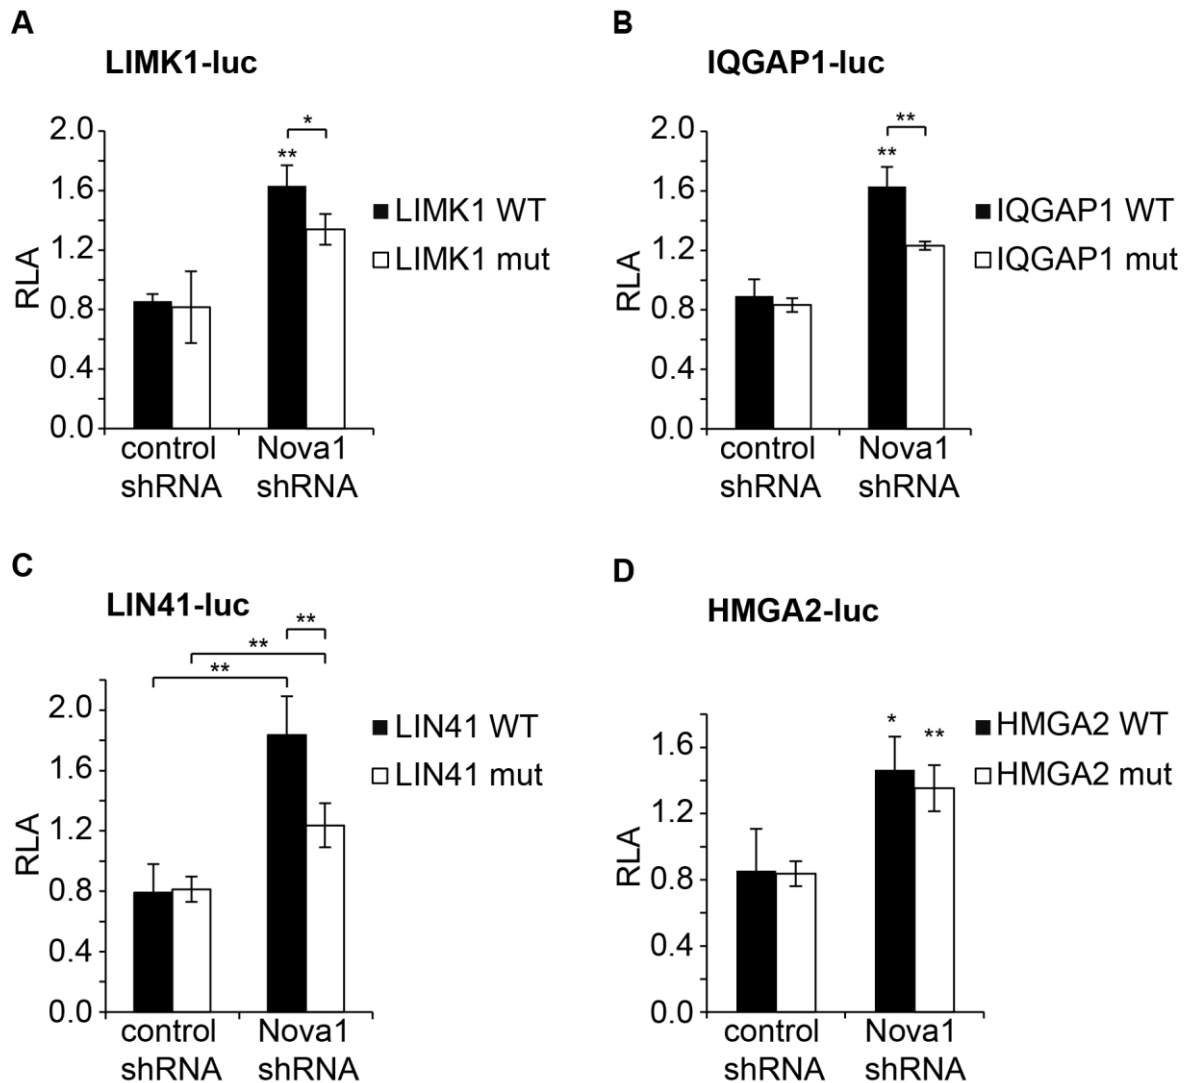 A
LIMK1-luc
RLA
2.0
1.6
1.2
0.8
0.4
0.0
*
**
LIMK1 WT
LIMK1 mut
control
shRNA
Nova1
shRNA
B
IQGAP1-luc
RLA
2.0
1.6
1.2
0.8
0.4
0.0
**
**
IQGAP1 WT
IQGAP1 mut
control
shRNA
Nova1
shRNA
C
LIN41-luc
**
**
**
RLA
2.0
1.6
1.2
0.8
0.4
0.0
LIN41 WT
LIN41 mut
control
shRNA
Nova1
shRNA
D
HMGA2-luc
RLA
1.6
1.2
0.8
0.4
0.0
*
**
HMGA2 WT
HMGA2 mut
control
shRNA
Nova1
shRNA